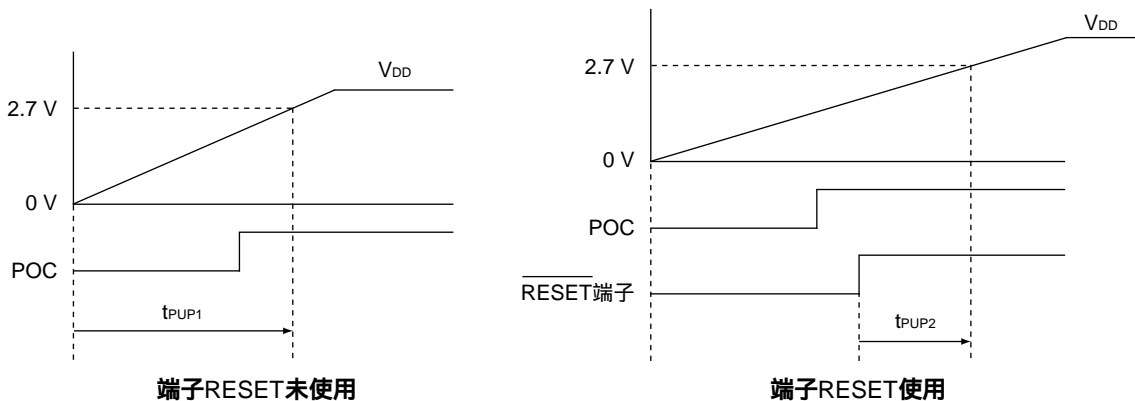 VDD
2.7 V
0 V
POC
tPUP1
端子RESET未使用
VDD
2.7 V
0 V
POC
RESET端子
tPUP2
端子RESET使用